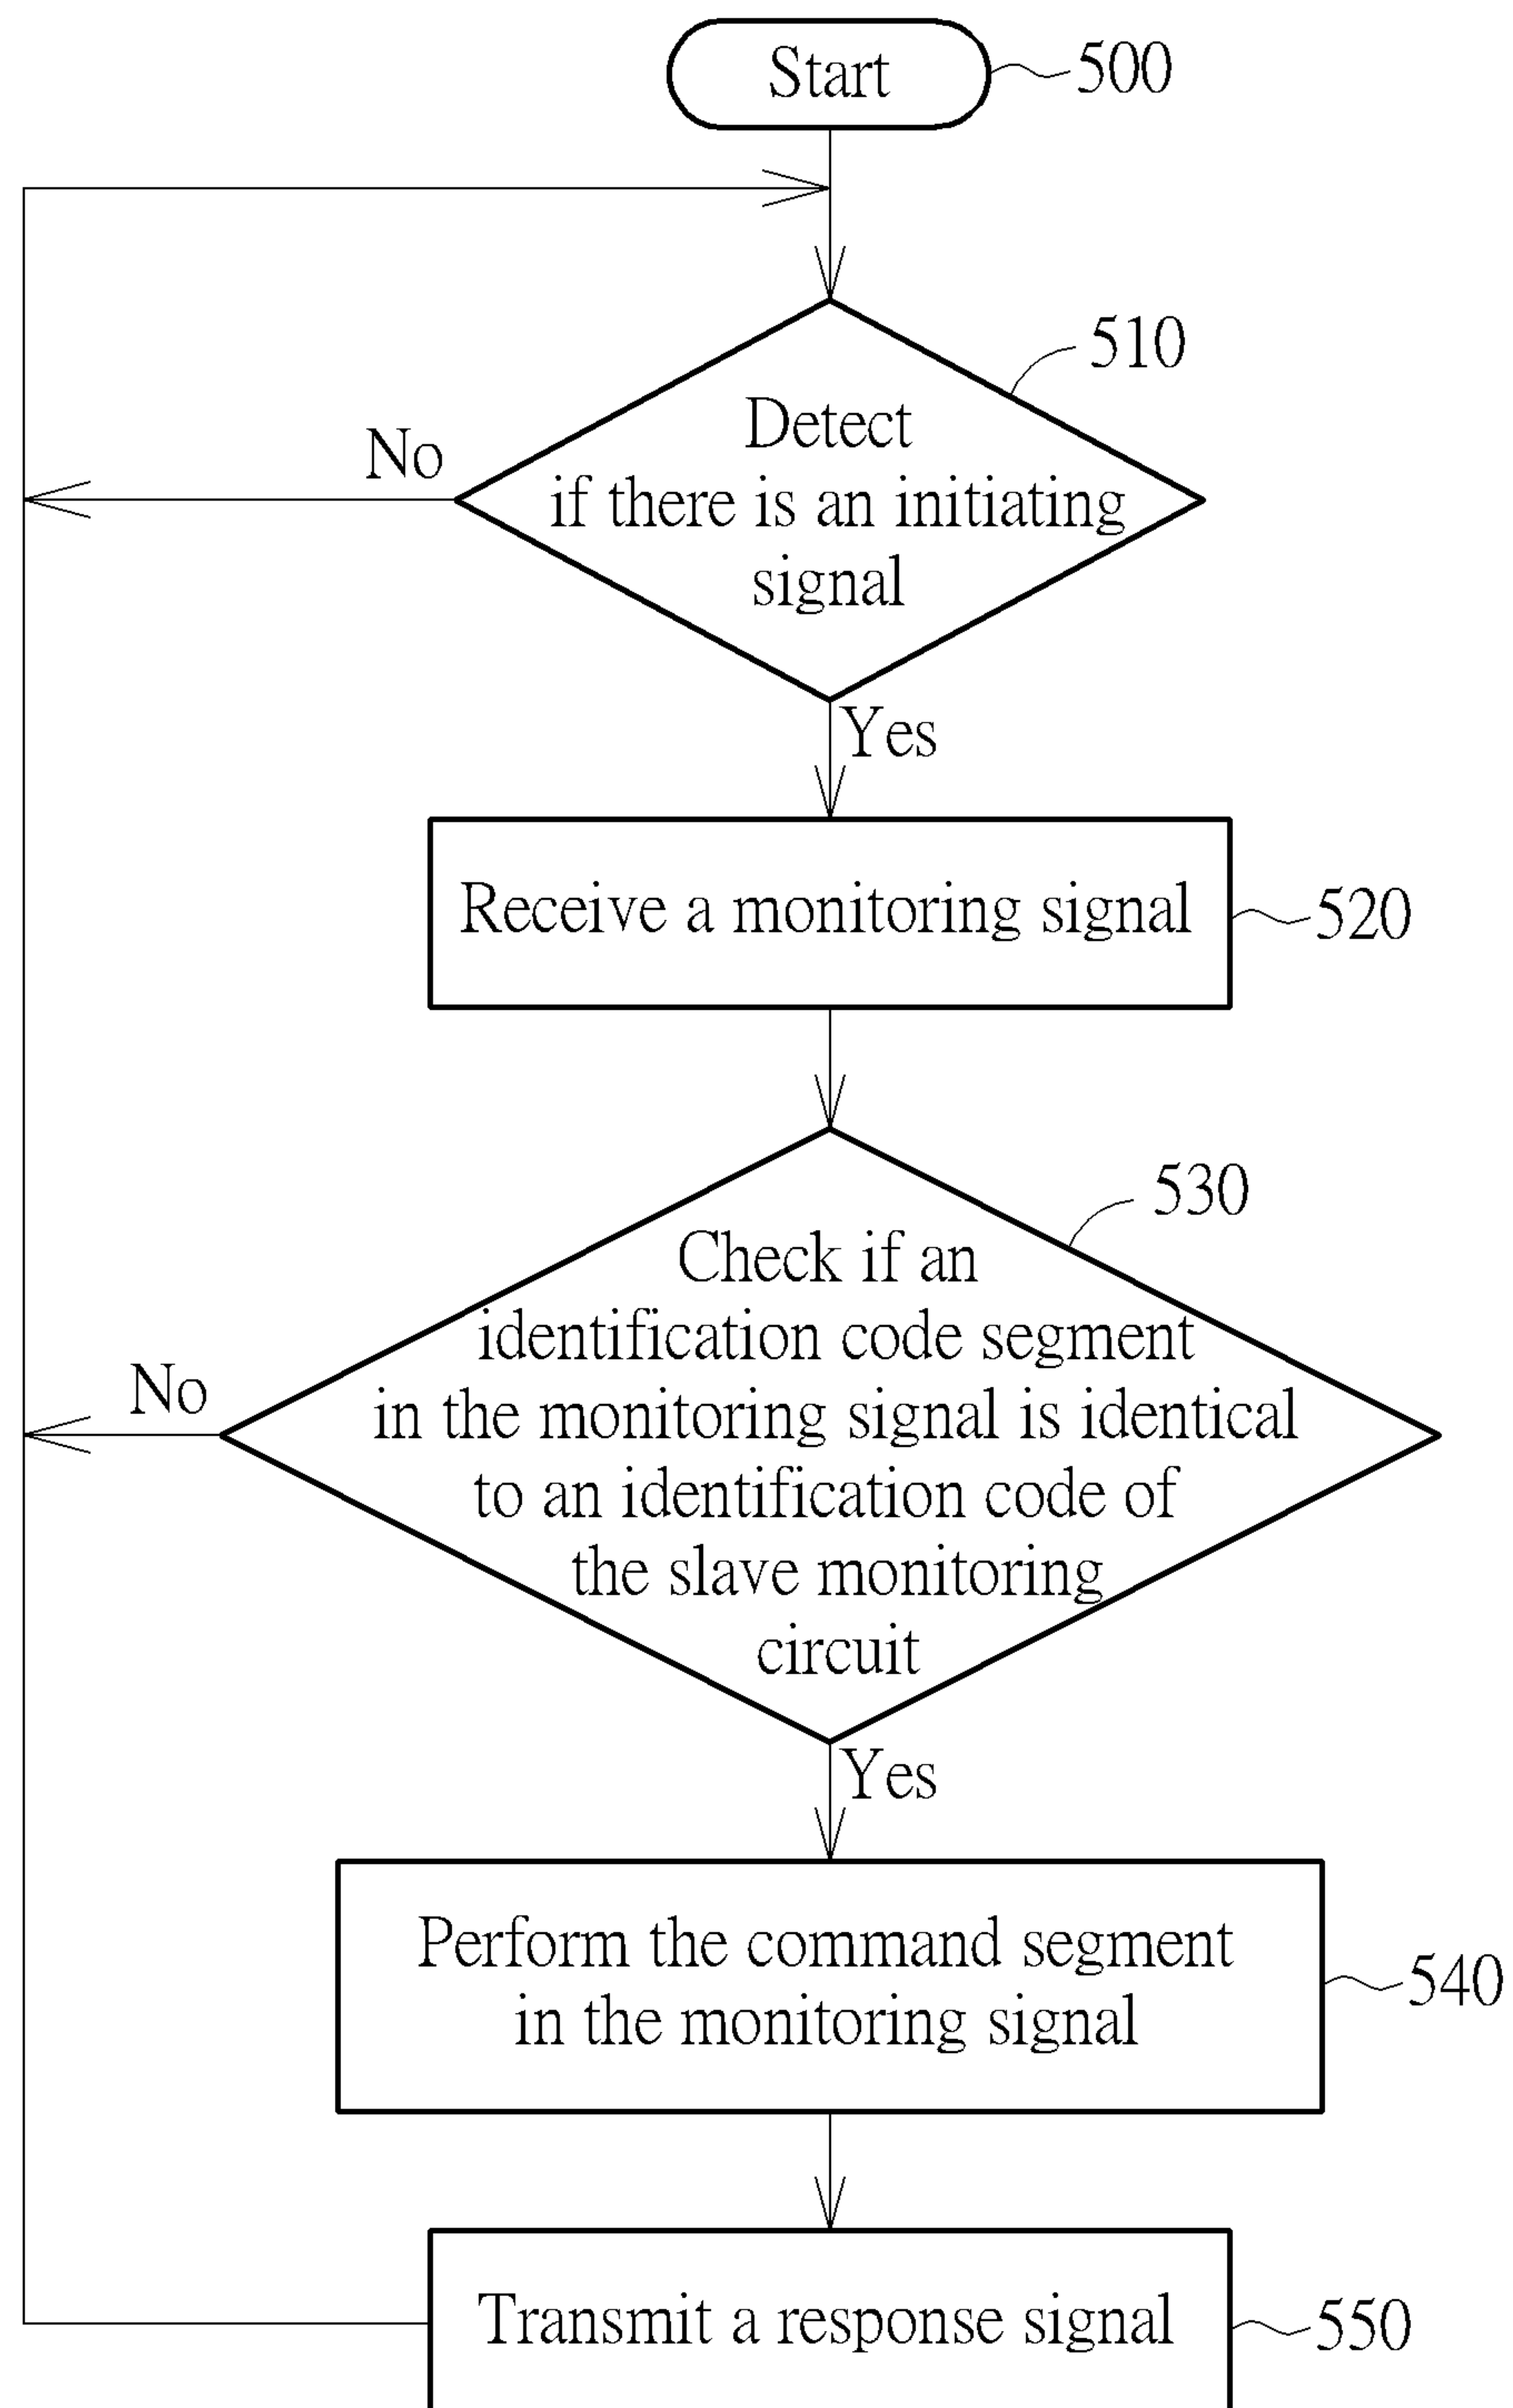 Start
500
510
Detect
if there is an initiating
signal
No
Yes
Receive a monitoring signal
520
530
Check if an
identification code segment
in the monitoring signal is identical
to an identification code of
the slave monitoring
circuit
No
Yes
Perform the command segment
in the monitoring signal
540
Transmit a response signal
550